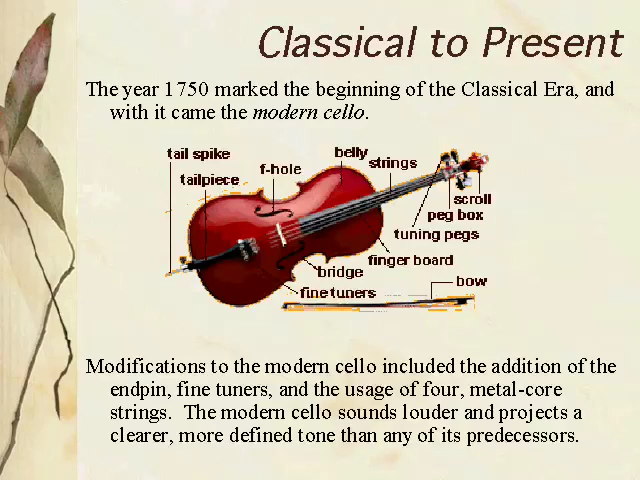 Classical to Present
The year 1750 marked the beginning of the Classical Era, and
with it came the modern cello.
tail spike
belly
strings
f-hole
tailpiece
scroll
peg box
tuning pegs
finger board
bridge
bow
fine tuners
Modifications to the modern cello included the addition of the
endpin, fine tuners, and the usage of four, metal-core
strings.  The modern cello sounds louder and projects a
clearer, more defined tone than any of its predecessors.